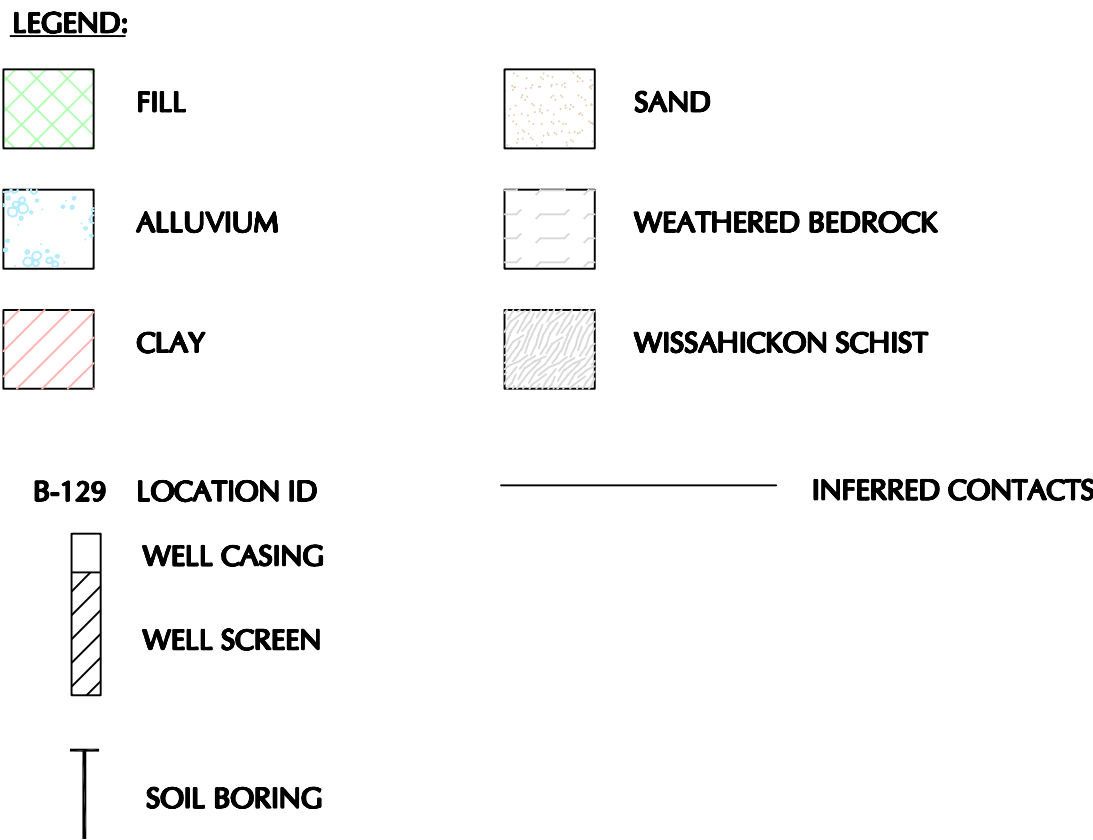 LEGEND:
FILL
SAND
ALLUVIUM
WEATHERED BEDROCK
CLAY
WISSAHICKON SCHIST
B-129 LOCATION ID
INFERRED CONTACTS
WELL CASING
WELL SCREEN
SOIL BORING